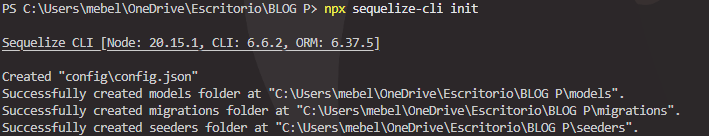 PS C:\Users\mebel\OneDrive\Escritorio\BLOG P> npx sequelize-cli init
Sequelize CLI [Node: 20.15.1, CLI: 6.6.2, ORM: 6.37.5]
Created "config\config.json"
Successfully created models folder at "C:\Users\mebel\OneDrive\Escritorio\BLOG P\models".
Successfully created migrations folder at "C:\Users\mebel\OneDrive\Escritorio\BLOG P\migrations".
Successfully created seeders folder at "C:\Users\mebel\OneDrive\Escritorio\BLOG P\seeders".